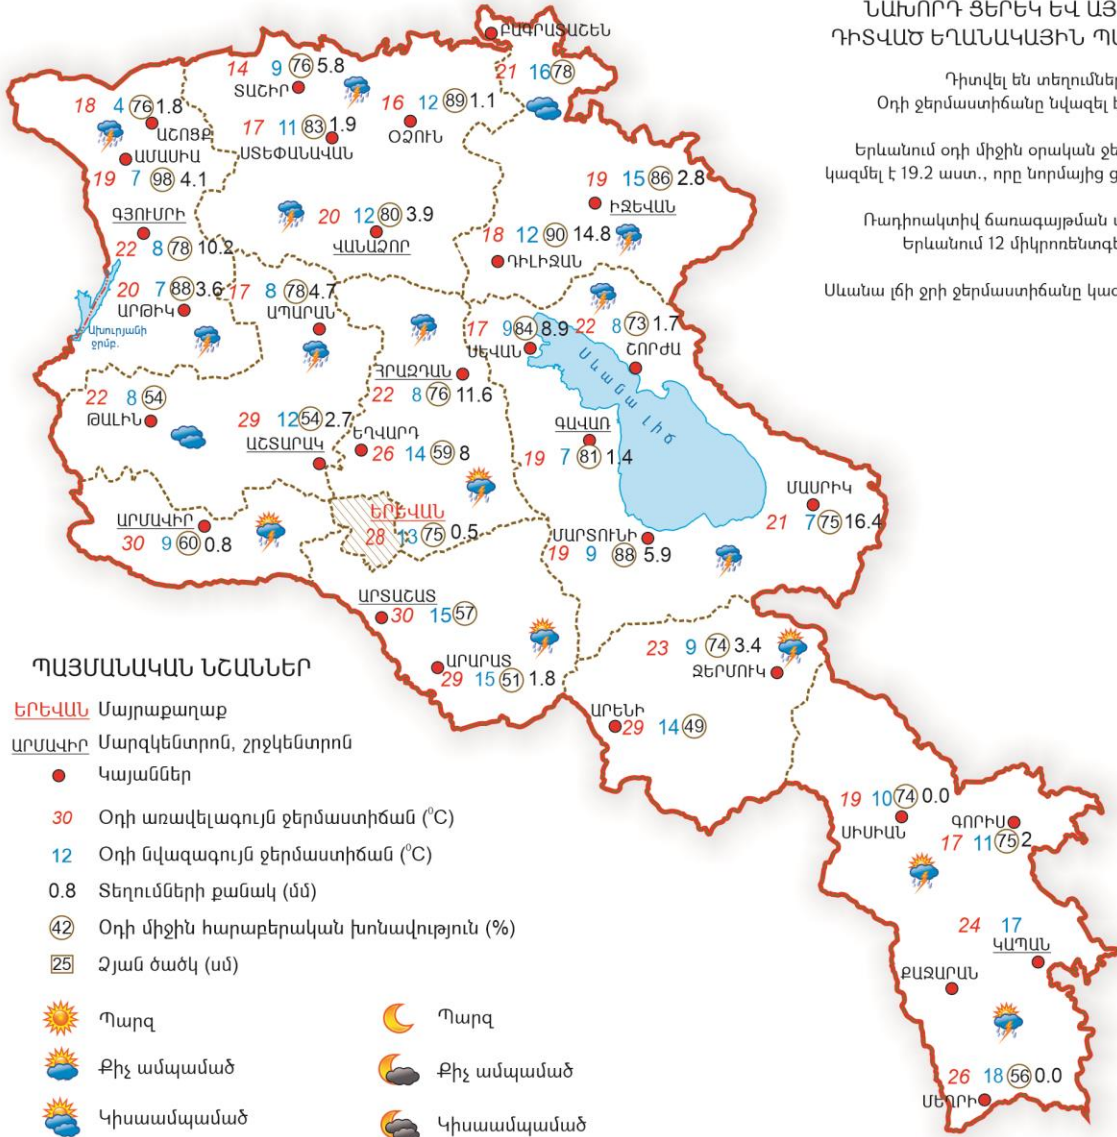 ՆԱԽՈՐԴ ՑԵՐԵԿ ԵՎ ԱՅ
ԴԻՏՎԱԾ ԵՂԱՆԱԿԱՅԻՆ ՊԱ
Դիտվել են տեղումներ
Օդի ջերմաստիճանը նվազել է
Երևանում օդի միջին օրական ջե
կազմել է 19.2 աստ., որը նորմայից ց
Ռադիոակտիվ ճառագայթման
Երևանում 12 միկրոռենտգե
Սևանա լճի ջրի ջերմաստիճանը կազ
ԲԱԳՐԱՏԱՇԵՆ
21 16 78
14 9 76 5.8
ՏԱՇԻՐ
18 4 76 1.8
ԱՇՈՑՔ
16 12 89 1.1
ՕՁՈՒՆ
17 11 83 1.9
ՍՏԵՓԱՆԱՎԱՆ
ԱՄԱՍԻԱ
19 7 98 4.1
19 15 86 2.8
ԻՋԵՎԱՆ
ԳՅՈՒՄՐԻ
22 8 78 10.2
20 12 80 3.9
ՎԱՆԱՁՈՐ
18 12 90 14.8
ԴԻԼԻՋԱՆ
20 7 88 3.6
ԱՐԹԻԿ
17 8 78 4.7
ԱՊԱՐԱՆ
Ախուրյանի
ջրմբ.
17 9 84 8.9
ՍԵՎԱՆ
22 8 73 1.7
ՇՈՐԺԱ
Սևանա լիճ
ՀՐԱԶԴԱՆ
22 8 76 11.6
22 8 54
ԹԱԼԻՆ
29 12 54 2.7
ԱՇՏԱՐԱԿ
ԵՂՎԱՐԴ
26 14 59 8
ԳԱՎԱՌ
19 7 81 1.4
ՄԱՍՐԻԿ
21 7 75 16.4
ԱՐՄԱՎԻՐ
30 9 60 0.8
ԵՐԵՎԱՆ
28 13 75 0.5
ՄԱՐՏՈՒՆԻ
19 9 88 5.9
ԱՐՏԱՇԱՏ
30 15 57
ԱՐԱՐԱՏ
29 15 51 1.8
23 9 74 3.4
ՋԵՐՄՈՒԿ
ԱՐԵՆԻ
29 14 49
19 10 74 0.0
ՍԻՍԻԱՆ
ԳՈՐԻՍ
17 11 75 2
24 17
ԿԱՊԱՆ
ՔԱՋԱՐԱՆ
26 18 56 0.0
ՄԵՂՐԻ
ՊԱՅՄԱՆԱԿԱՆ ՆՇԱՆՆԵՐ
ԵՐԵՎԱՆ Մայրաքաղաք
ԱՐՄԱՎԻՐ Մարզկենտրոն, շրջկենտրոն
Կայաններ
30 Օդի առավելագույն ջերմաստիճան (⁰C)
12 Օդի նվազագույն ջերմաստիճան (⁰C)
0.8 Տեղումների քանակ (մմ)
42 Օդի միջին հարաբերական խոնավություն (%)
25 Ձյան ծածկ (սմ)
Պարզ Պարզ
Քիչ ամպամած Քիչ ամպամած
Կիսաամպամած Կիսաամպամած